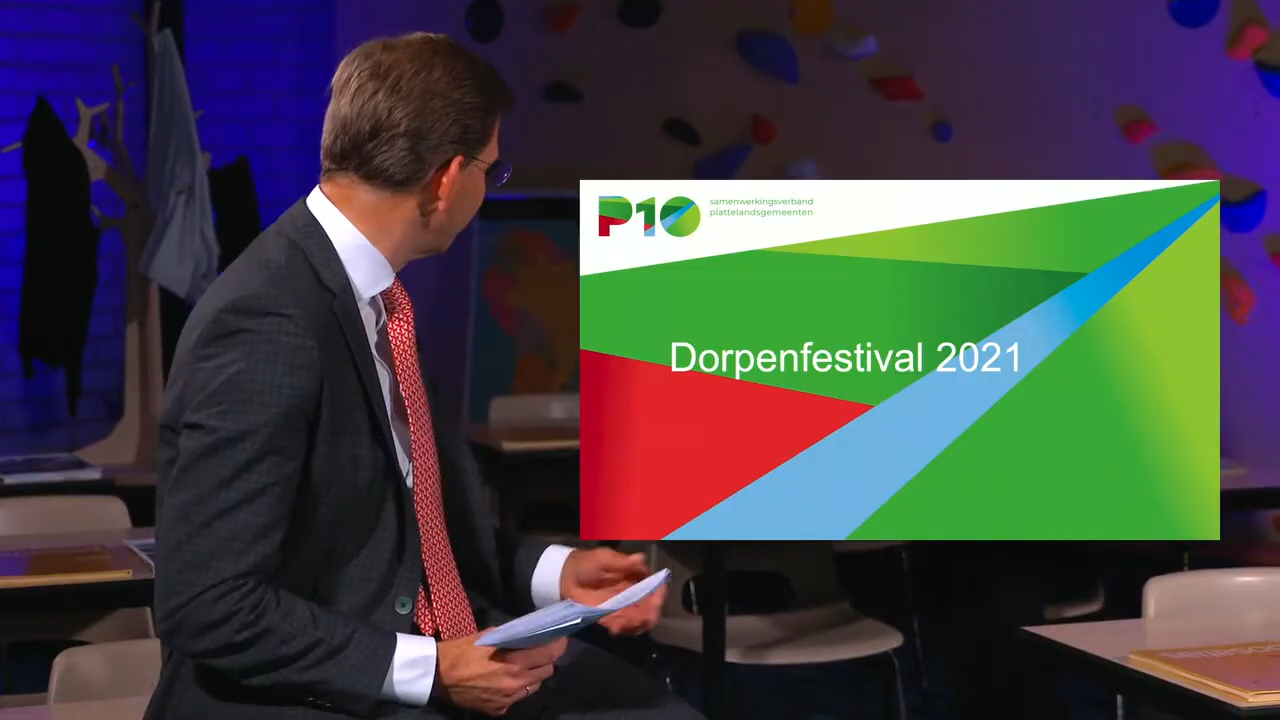 P10
samenwerkingsverband
plattelandsgemeenten
Dorpenfestival 2021